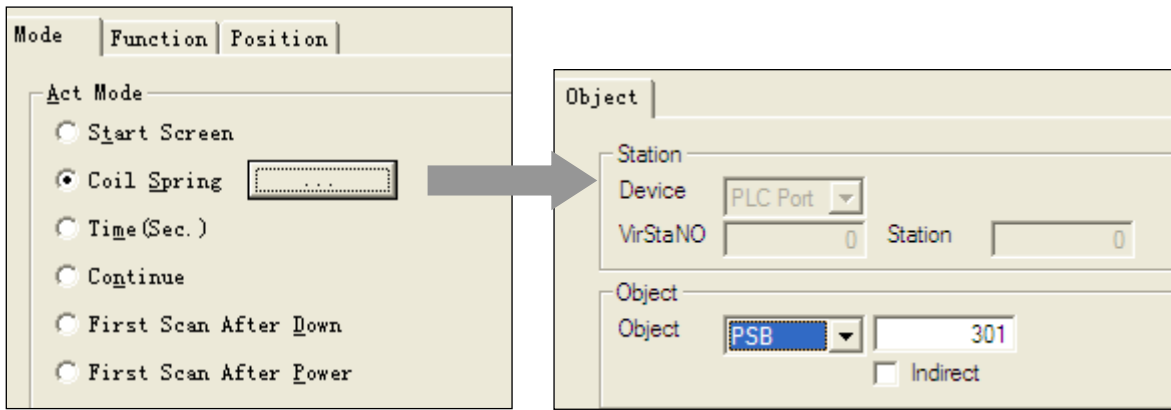 Mode Function Position
Act Mode
Start Screen
Coil Spring ...
Time(Sec.)
Continue
First Scan After Down
First Scan After Power
Object
Station
Device PLC Port
VirStaNO 0 Station 0
Object
Object PSB 301
Indirect